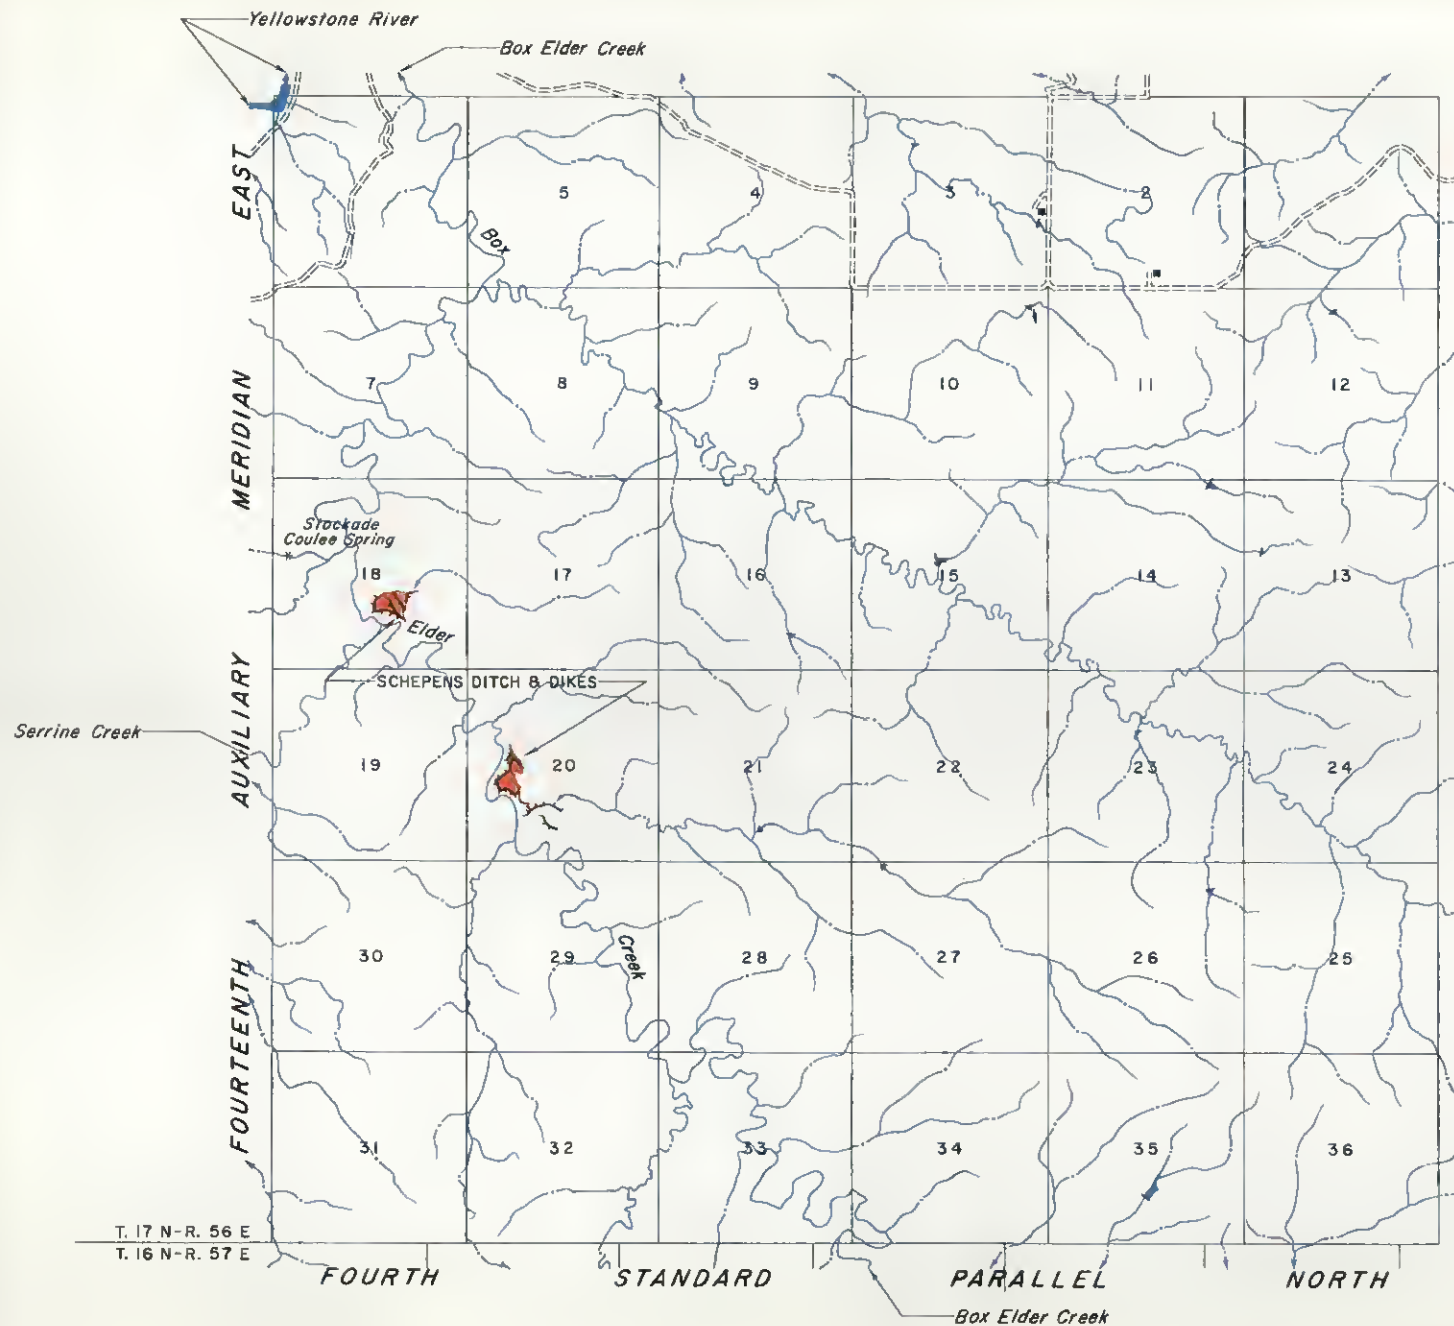 Yellowstone River
Box Elder Creek
EAST
5
4
3
2
Box
MERIDIAN
7
8
9
10
11
12
Stockade
Coulee Spring
18
17
16
15
14
13
Elder
SCHEPENS DITCH & DIKES
Serrine Creek
AUXILIARY
19
20
21
22
23
24
30
29
Creek
28
27
26
25
FOURTEENTH
31
32
33
34
35
36
T. 17 N-R. 56 E
T. 16 N-R. 57 E
FOURTH STANDARD PARALLEL NORTH
Box Elder Creek